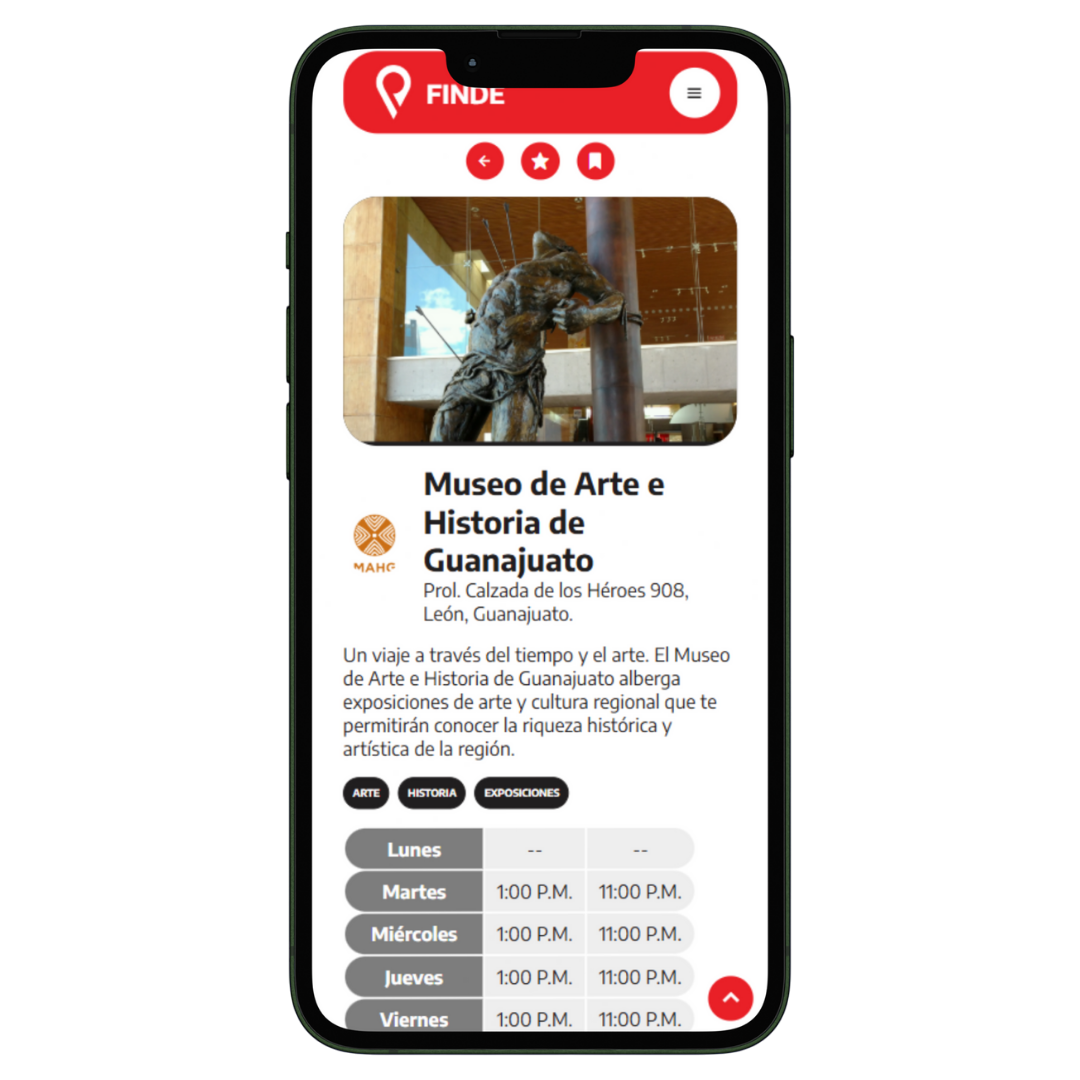 FINDE
Museo de Arte e
Historia de
Guanajuato
MAHG
Prol. Calzada de los Héroes 908,
León, Guanajuato.
Un viaje a través del tiempo y el arte. El Museo
de Arte e Historia de Guanajuato alberga
exposiciones de arte y cultura regional que te
permitirán conocer la riqueza histórica y
artística de la región.
ARTE HISTORIA EXPOSICIONES
Lunes -- --
Martes 1:00 P.M. 11:00 P.M.
Miércoles 1:00 P.M. 11:00 P.M.
Jueves 1:00 P.M. 11:00 P.M.
Viernes 1:00 P.M. 11:00 P.M.